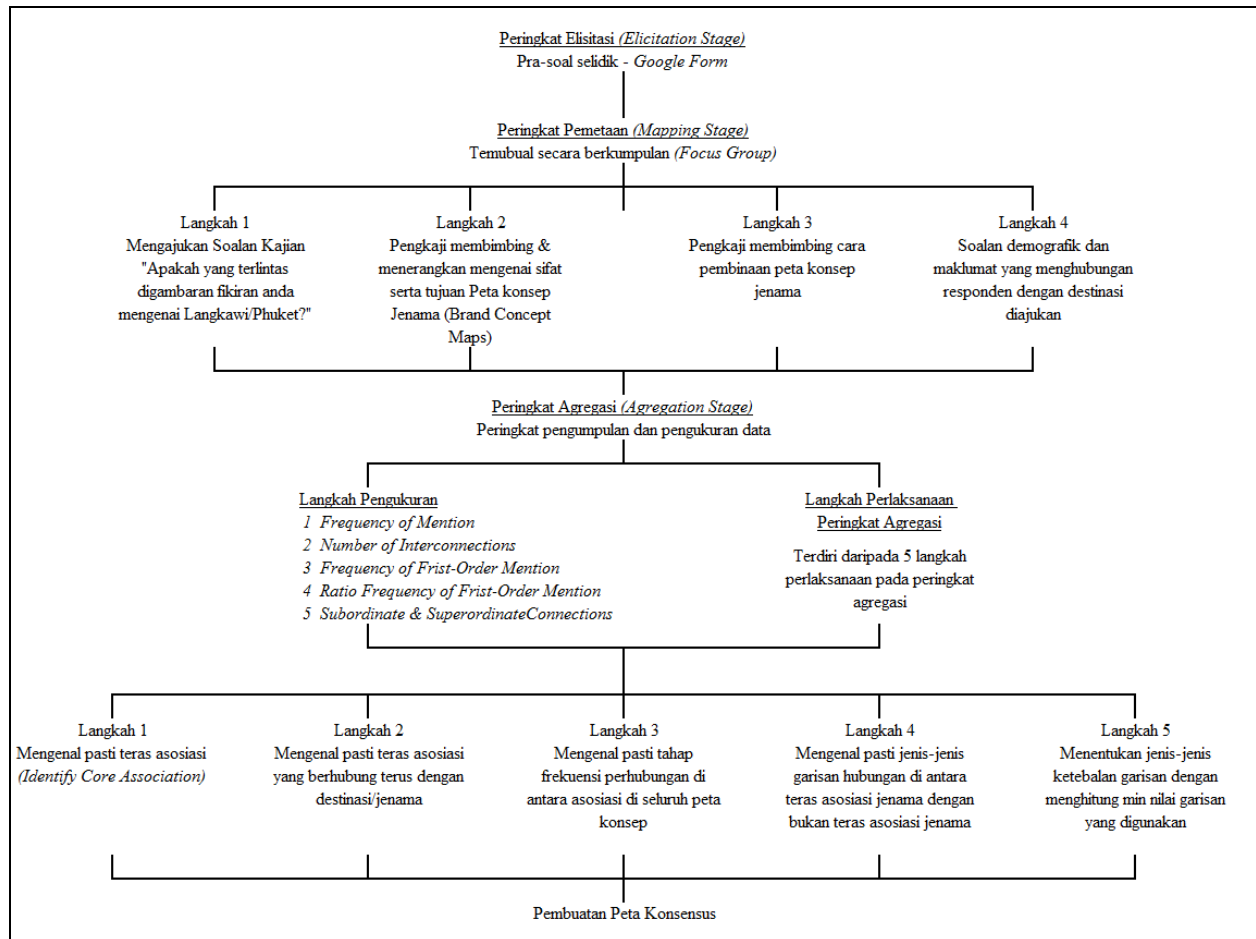 Peringkat Elisitasi (Elicitation Stage)
Pra-soal selidik - Google Form
Peringkat Pemetaan (Mapping Stage)
Temubual secara berkumpulan (Focus Group)
Langkah 1
Mengajukan Soalan Kajian
"Apakah yang terlintas
digambaran fikiran anda
mengenai Langkawi/Phuket?"
Langkah 2
Pengkaji membimbing &
menerangkan mengenai sifat
serta tujuan Peta konsep
Jenama (Brand Concept
Maps)
Langkah 3
Pengkaji membimbing cara
pembinaan peta konsep
jenama
Langkah 4
Soalan demografik dan
maklumat yang menghubungan
responden dengan destinasi
diajukan
Peringkat Agregasi (Agregation Stage)
Peringkat pengumpulan dan pengukuran data
Langkah Pengukuran
1 Frequency of Mention
2 Number of Interconnections
3 Frequency of Frist-Order Mention
4 Ratio Frequency of Frist-Order Mention
5 Subordinate & SuperordinateConnections
Langkah Perlaksanaan
Peringkat Agregasi
Terdiri daripada 5 langkah
perlaksanaan pada peringkat
agregasi
Langkah 1
Mengenal pasti teras asosiasi
(Identify Core Association)
Langkah 2
Mengenal pasti teras asosiasi
yang berhubung terus dengan
destinasi/jenama
Langkah 3
Mengenal pasti tahap
frekuensi perhubungan di
antara asosiasi di seluruh peta
konsep
Langkah 4
Mengenal pasti jenis-jenis
garisan hubungan di antara
teras asosiasi jenama dengan
bukan teras asosiasi jenama
Langkah 5
Menentukan jenis-jenis
ketebalan garisan dengan
menghitung min nilai garisan
yang digunakan
Pembuatan Peta Konsensus